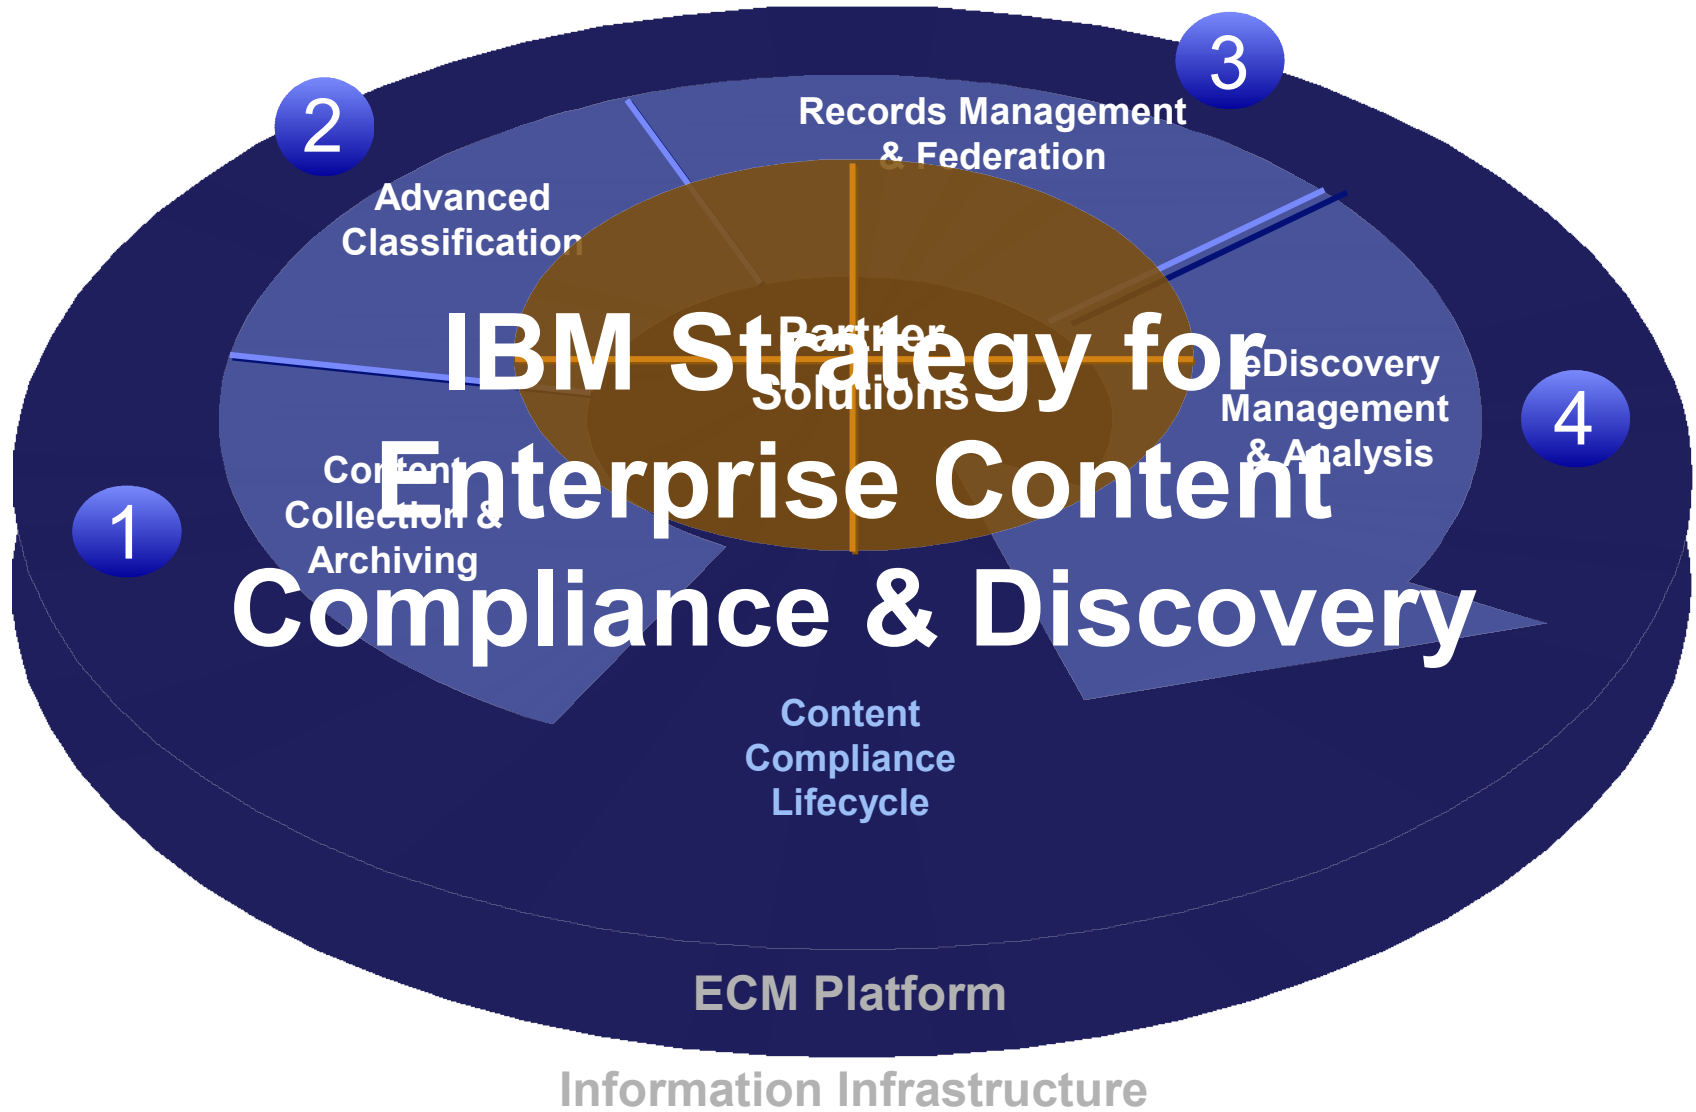 3
2
Records Management
& Federation
Advanced
Classification
IBM Strategy for
Enterprise Content
Compliance & Discovery
Partner
Solutions
eDiscovery
Management
& Analysis
4
Content
Collection &
Archiving
1
Content
Compliance
Lifecycle
ECM Platform
Information Infrastructure